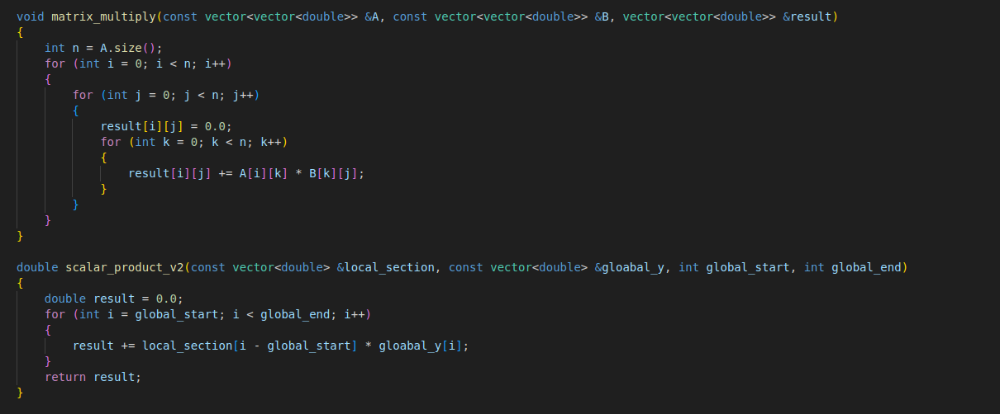 void matrix_multiply(const vector<vector<double>> &A, const vector<vector<double>> &B, vector<vector<double>> &result)
{
    int n = A.size();
    for (int i = 0; i < n; i++)
    {
        for (int j = 0; j < n; j++)
        {
            result[i][j] = 0.0;
            for (int k = 0; k < n; k++)
            {
                result[i][j] += A[i][k] * B[k][j];
            }
        }
    }
}

double scalar_product_v2(const vector<double> &local_section, const vector<double> &gloabal_y, int global_start, int global_end)
{
    double result = 0.0;
    for (int i = global_start; i < global_end; i++)
    {
        result += local_section[i - global_start] * gloabal_y[i];
    }
    return result;
}